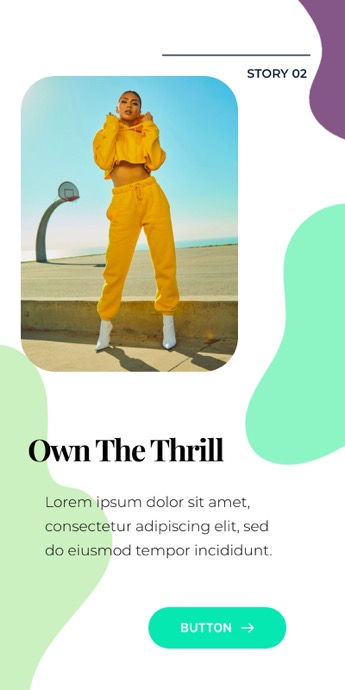 STORY 02
Own The Thrill
Lorem ipsum dolor sit amet,
consectetur adipiscing elit, sed
do eiusmod tempor incididunt.
BUTTON